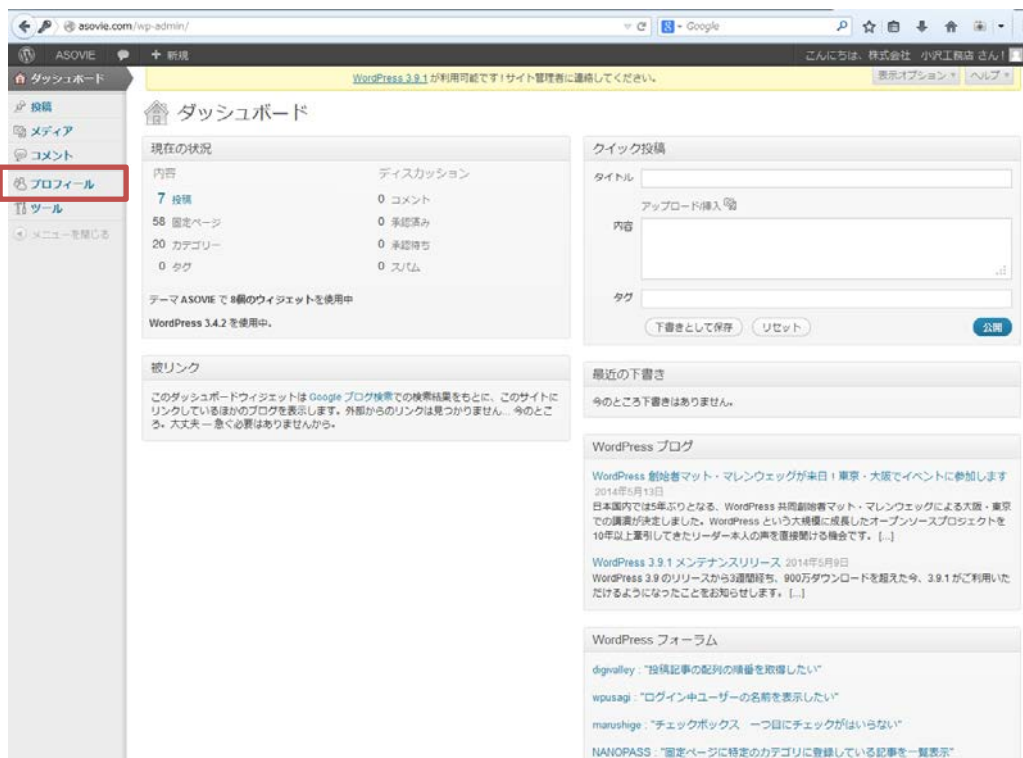 asovie.com/wp-admin/
Google
ASOVIE
+ 新規
こんにちは、株式会社 小沢工務店 さん!
ダッシュボード
WordPress 3.9.1 が利用可能です!サイト管理者に連絡してください。
表示オプション
ヘルプ
投稿
メディア
コメント
プロフィール
ツール
メニューを閉じる
ダッシュボード
現在の状況
内容
ディスカッション
7 投稿
0 コメント
58 固定ページ
0 承認済み
20 カテゴリー
0 承認待ち
0 タグ
0 スパム
テーマ ASOVIE で 8個のウィジェットを使用中
WordPress 3.4.2 を使用中。
被リンク
このダッシュボードウィジェットは Google ブログ検索での検索結果をもとに、このサイトに
リンクしているほかのブログを表示します。外部からのリンクは見つかりません... 今のとこ
ろ。大丈夫 — 急ぐ必要はありませんから。
クイック投稿
タイトル
アップロード/挿入
内容
タグ
下書きとして保存
リセット
公開
最近の下書き
今のところ下書きはありません。
WordPress ブログ
WordPress 創始者マット・マレンウェッグが来日!東京・大阪でイベントに参加します
2014年5月13日
日本国内では5年ぶりとなる、WordPress 共同創始者マット・マレンウェッグによる大阪・東京
での講演が決定しました。WordPress という大規模に成長したオープンソースプロジェクトを
10年以上牽引してきたリーダー本人の声を直接聞ける機会です。 [...]
WordPress 3.9.1 メンテナンスリリース 2014年5月9日
WordPress 3.9 のリリースから3週間経ち、900万ダウンロードを超えた今、3.9.1 がご利用いた
だけるようになったことをお知らせします。 [...]
WordPress フォーラム
digivalley : "投稿記事の配列の順番を取得したい"
wpusagi : "ログイン中ユーザーの名前を表示したい"
marushige : "チェックボックス 一つ目にチェックがはいらない"
NANOPASS : "固定ページに特定のカテゴリに登録している記事を一覧表示"